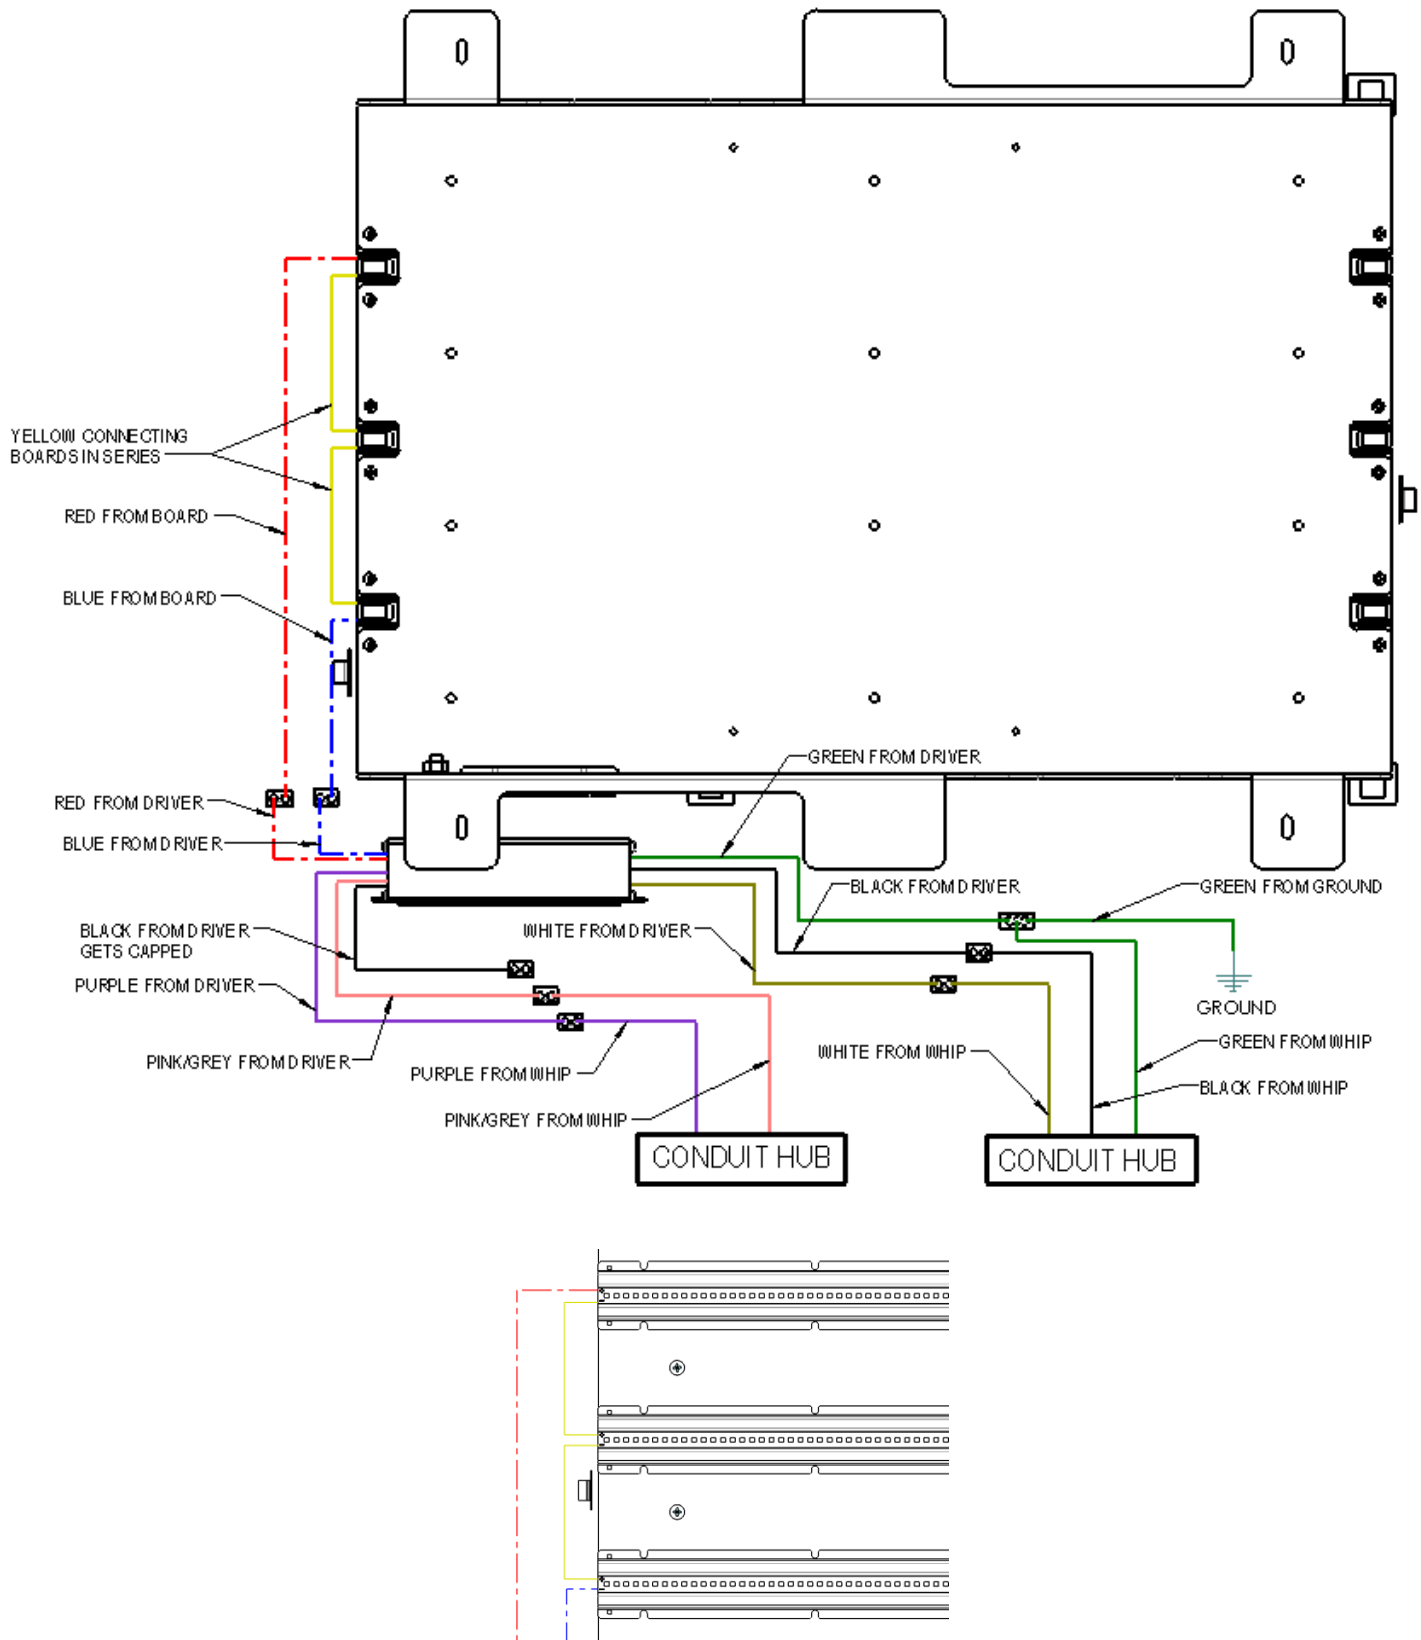 YELLOW CONNECTING
BOARDS IN SERIES
RED FROM BOARD
BLUE FROM BOARD
GREEN FROM DRIVER
RED FROM DRIVER
BLUE FROM DRIVER
BLACK FROM DRIVER
GREEN FROM GROUND
BLACK FROM DRIVER
GETS CAPPED
WHITE FROM DRIVER
PURPLE FROM DRIVER
GROUND
PINK/GREY FROM DRIVER
PURPLE FROM WHIP
WHITE FROM WHIP
GREEN FROM WHIP
BLACK FROM WHIP
PINK/GREY FROM WHIP
CONDUIT HUB
CONDUIT HUB